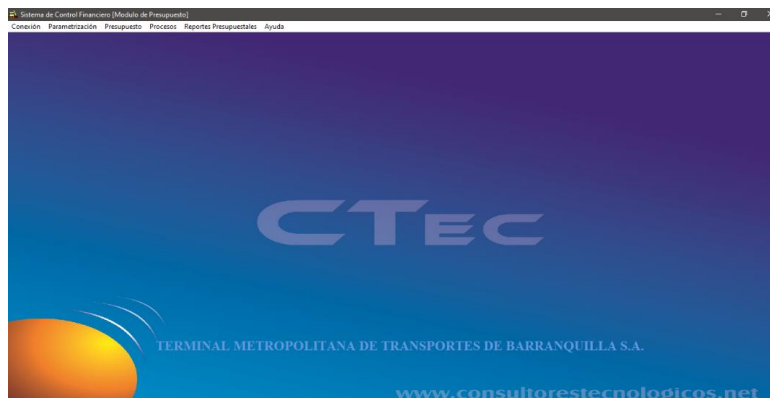 Sistema de Control Financiero [Modulo de Presupuesto]
Conexión Parametrización Presupuesto Procesos Reportes Presupuestales Ayuda
CTEC
TERMINAL METROPOLITANA DE TRANSPORTES DE BARRANQUILLA S.A.
www.consultorestecnologicos.net